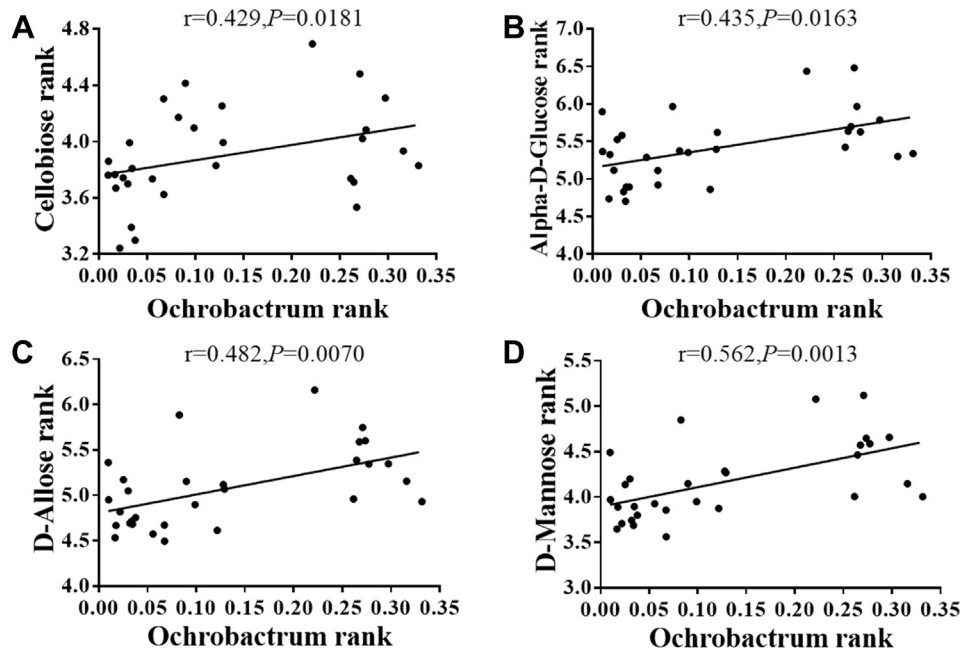 A
r=0.429,P=0.0181
Cellobiose rank
4.8
4.4
4.0
3.6
3.2
0.00 0.05 0.10 0.15 0.20 0.25 0.30 0.35
Ochrobactrum rank
B
r=0.435,P=0.0163
Alpha-D-Glucose rank
7.0
6.5
6.0
5.5
5.0
4.5
4.0
0.00 0.05 0.10 0.15 0.20 0.25 0.30 0.35
Ochrobactrum rank
C
r=0.482,P=0.0070
D-Allose rank
6.5
6.0
5.5
5.0
4.5
4.0
0.00 0.05 0.10 0.15 0.20 0.25 0.30 0.35
Ochrobactrum rank
D
r=0.562,P=0.0013
D-Mannose rank
5.5
5.0
4.5
4.0
3.5
3.0
0.00 0.05 0.10 0.15 0.20 0.25 0.30 0.35
Ochrobactrum rank